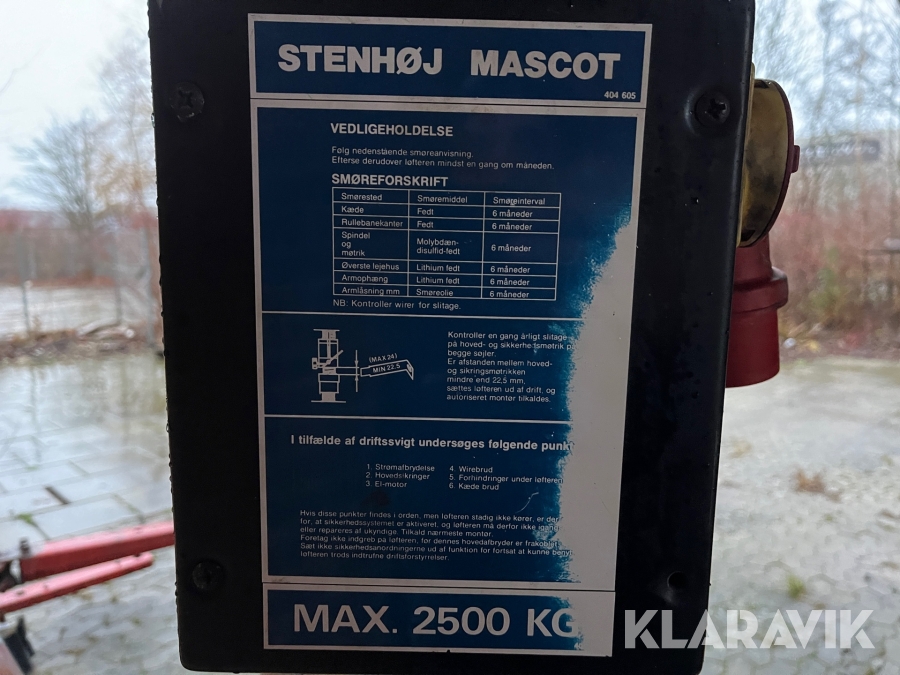 STENHØJ MASCOT
404 605
VEDLIGEHOLDELSE
Følg nedenstående smøreanvisning.
Efterse derudover løfteren mindst en gang om måneden.
SMØREFORSKRIFT
Smørested Smøremiddel Smøreinterval
Kæde Fedt 6 måneder
Rullebanekanter Fedt 6 måneder
Spindel
og
møtrik
Molybdæn-
disulfid-fedt
6 måneder
Øverste lejehus Lithium fedt 6 måneder
Armophæng Lithium fedt 6 måneder
Armlåsning mm Smøreolie 6 måneder
NB: Kontroller wirer for slitage.
(MAX 24)
MIN 22,5
Kontroller en gang årligt slitage
på hoved- og sikkerhedsmøtrik på
begge søjler.
Er afstanden mellem hoved-
og sikringsmøtrikken
mindre end 22,5 mm,
sættes løfteren ud af drift, og
autoriseret montør tilkaldes.
I tilfælde af driftssvigt undersøges følgende punkt
1. Strømafbrydelse
2. Hovedsikringer
3. El-motor
4. Wirebrud
5. Forhindringer under løfteren
6. Kæde brud
Hvis disse punkter findes i orden, men løfteren stadig ikke kører, er der
for, at sikkerhedssystemet er aktiveret, og løfteren må derfor ikke igang
eller repareres af ukyndige. Tilkald nærmeste montør.
Foretag ikke indgreb på løfteren, før dennes hovedafbryder er frakoblet
Sæt ikke sikkerhedsanordningerne ud af funktion for fortsat at kunne beny
løfteren trods indtrufne driftsforstyrrelser.
MAX. 2500 KG
KLARAVIK